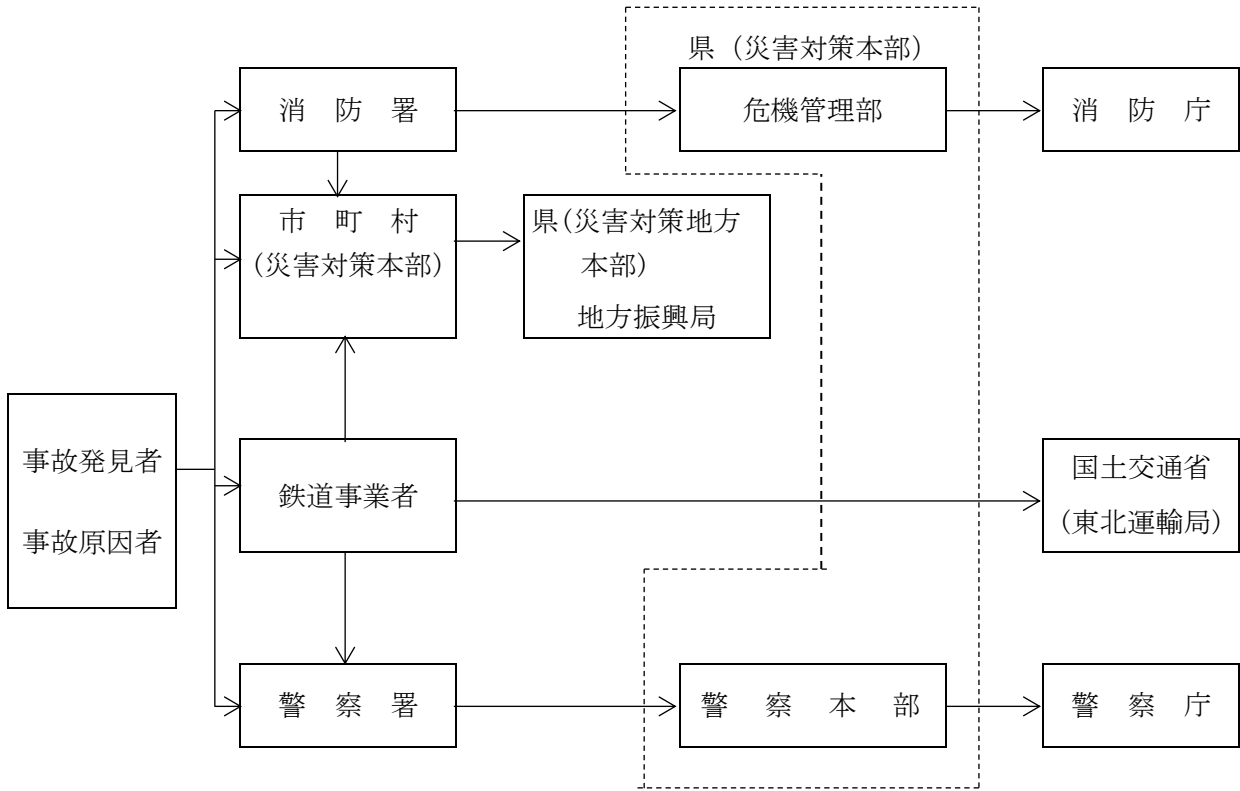 県（災害対策本部）
消　防　署
危機管理部
消　防　庁
市　町　村
(災害対策本部)
県(災害対策地方
本部)
地方振興局
事故発見者
事故原因者
鉄道事業者
国土交通省
(東北運輸局)
警　察　署
警　察　本　部
警　察　庁